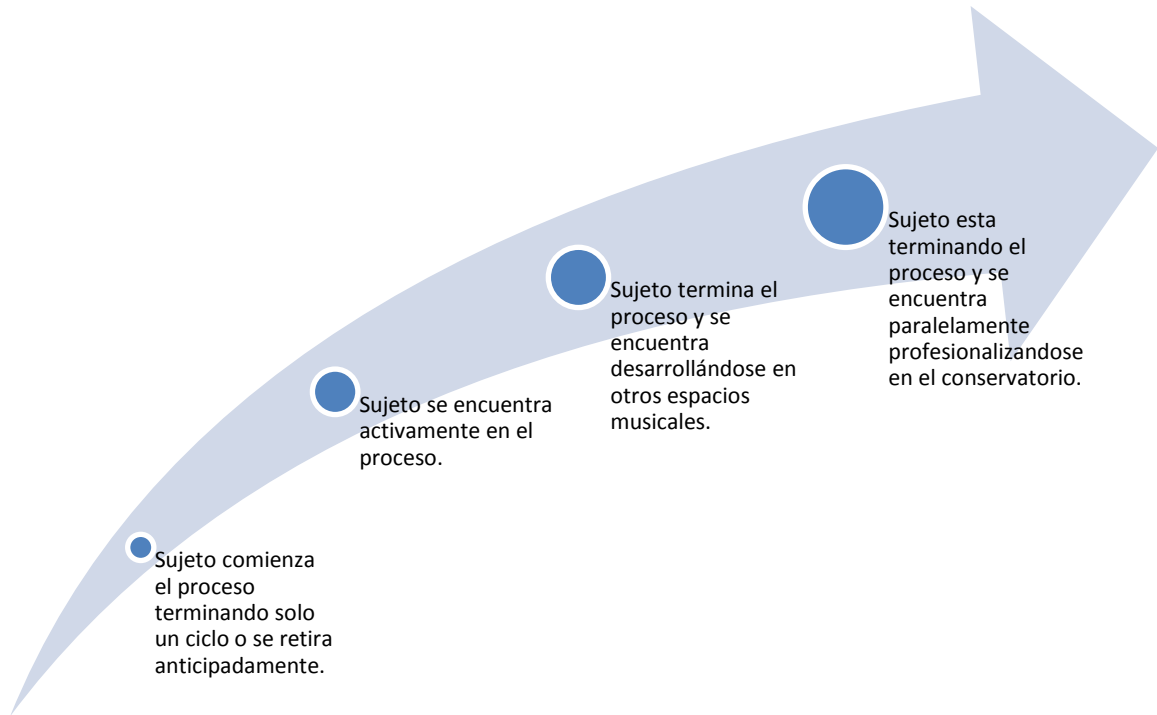 Sujeto comienza
el proceso
terminando solo
un ciclo o se retira
anticipadamente.
Sujeto se encuentra
activamente en el
proceso.
Sujeto termina el
proceso y se
encuentra
desarrollándose en
otros espacios
musicales.
Sujeto esta
terminando el
proceso y se
encuentra
paralelamente
profesionalizandose
en el conservatorio.